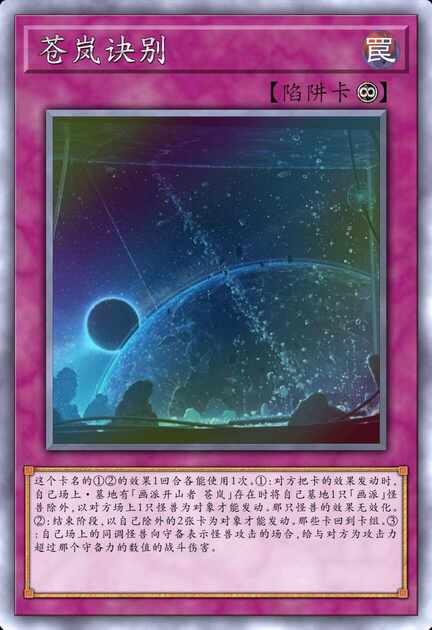 苍岚诀别
罠
【陷阱卡】
这个卡名的①②的效果1回合各能使用1次。①：对方把卡的效果发动时，
自己场上・墓地有「画派开山者 苍岚」存在时将自己墓地1只「画派」怪
兽除外，以对方场上1只怪兽为对象才能发动。那只怪兽的效果无效化。
②：结束阶段，以自己除外的2张卡为对象才能发动。那些卡回到卡组。③
：自己场上的同调怪兽向守备表示怪兽攻击的场合，给与对方为攻击力
超过那个守备力的数值的战斗伤害。